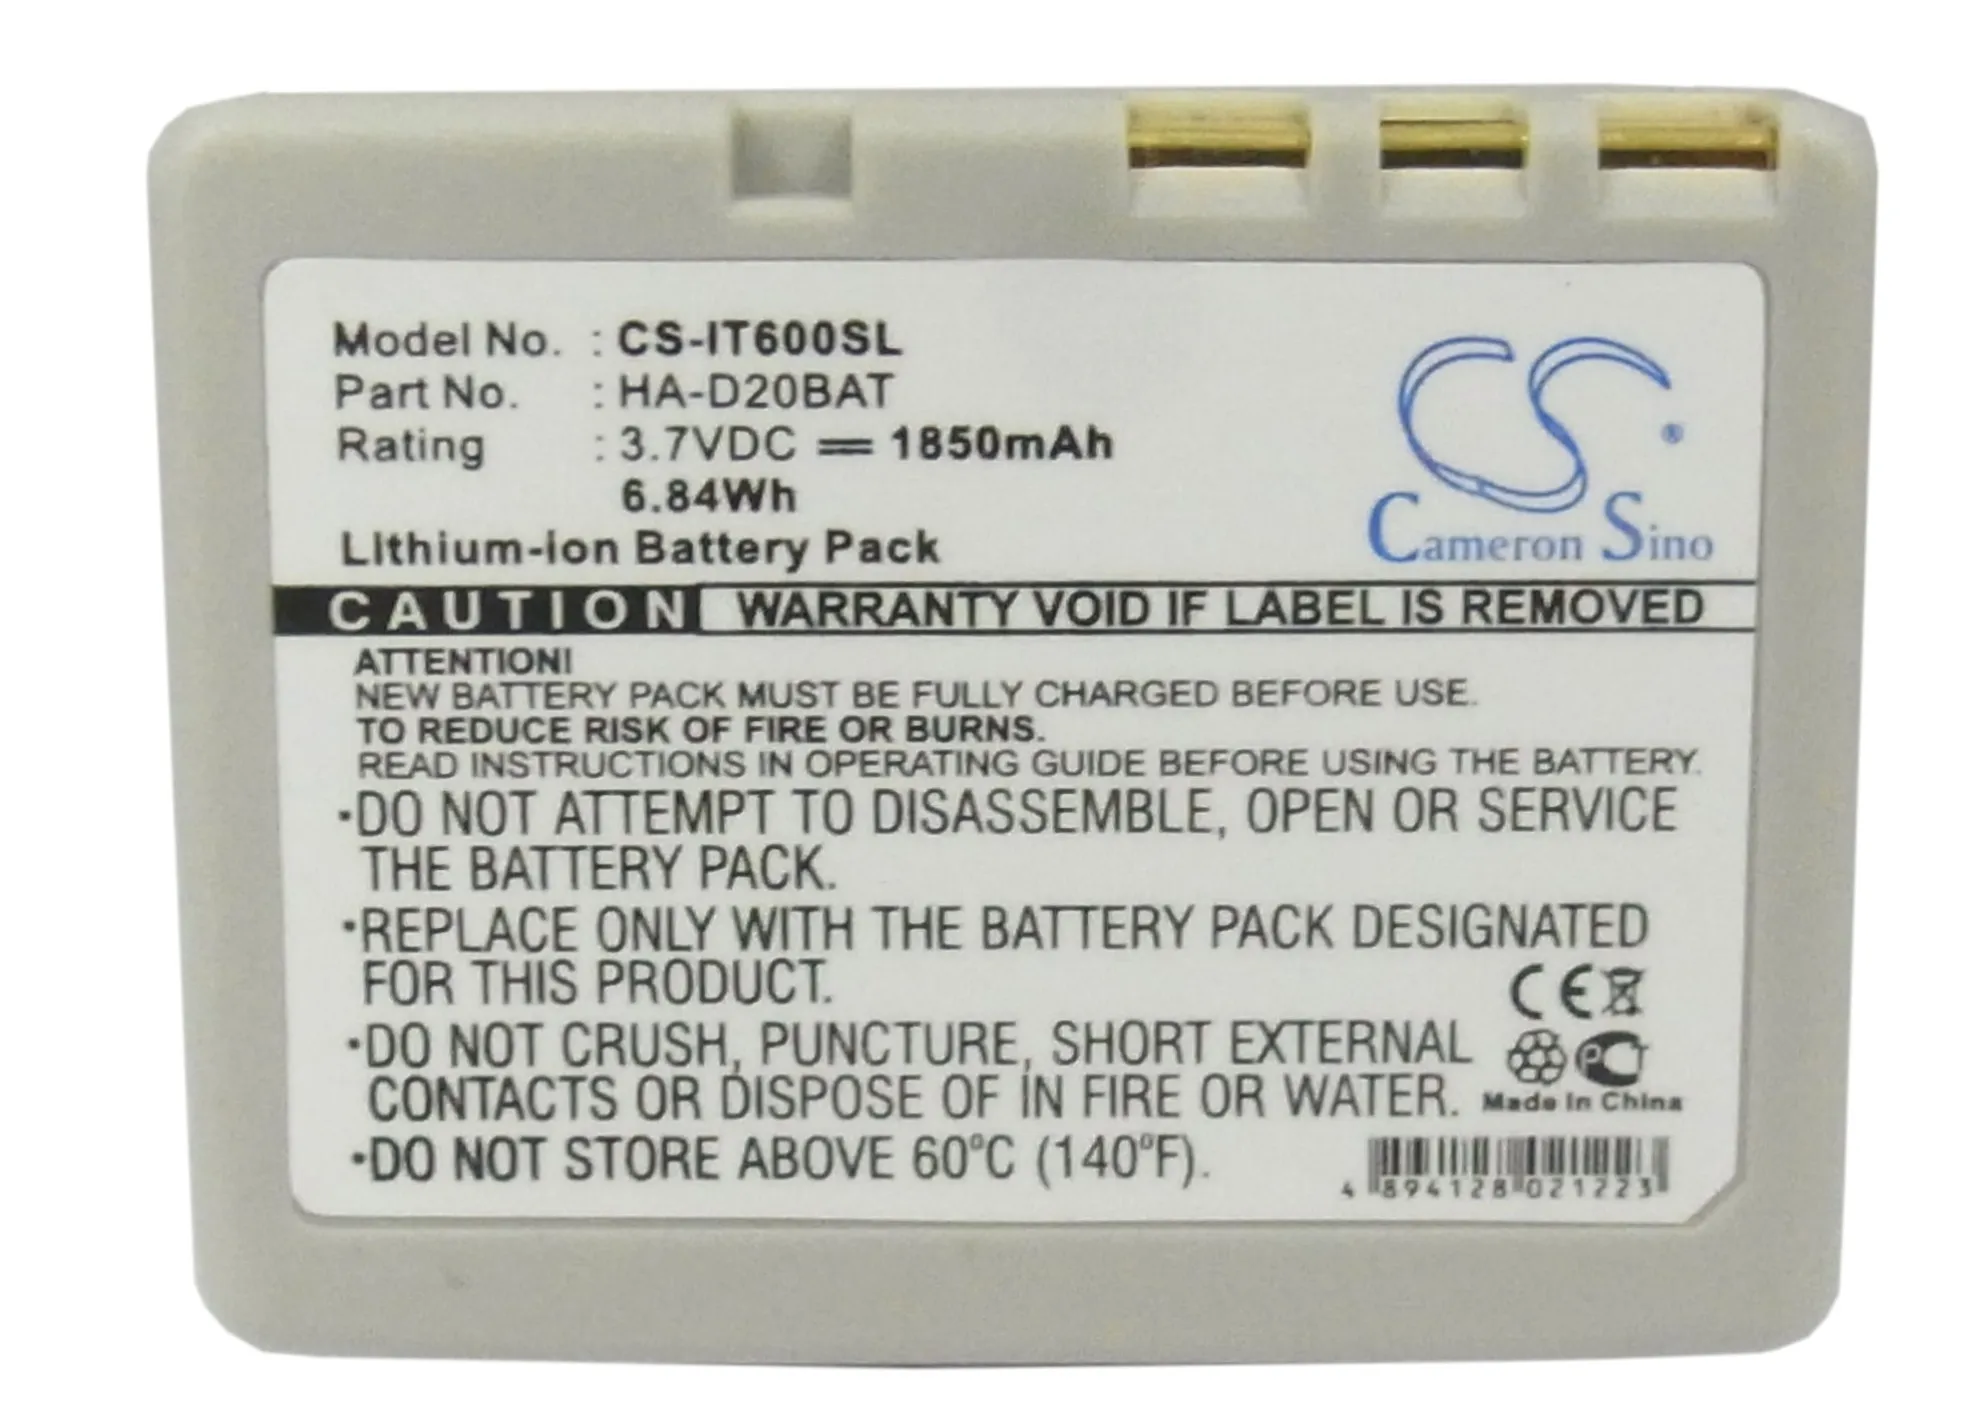 Model No. : CS-IT600SL
Part No. : HA-D20BAT
Rating : 3.7VDC ⎓ 1850mAh
6.84Wh
Lithium-ion Battery Pack
CS ®
Cameron Sino
CAUTION WARRANTY VOID IF LABEL IS REMOVED
ATTENTION!
NEW BATTERY PACK MUST BE FULLY CHARGED BEFORE USE.
TO REDUCE RISK OF FIRE OR BURNS.
READ INSTRUCTIONS IN OPERATING GUIDE BEFORE USING THE BATTERY.
•DO NOT ATTEMPT TO DISASSEMBLE, OPEN OR SERVICE
THE BATTERY PACK.
•REPLACE ONLY WITH THE BATTERY PACK DESIGNATED
FOR THIS PRODUCT.
•DO NOT CRUSH, PUNCTURE, SHORT EXTERNAL
CONTACTS OR DISPOSE OF IN FIRE OR WATER.
•DO NOT STORE ABOVE 60ºC (140ºF).
CE
PC
Made In China
4 894128 021223